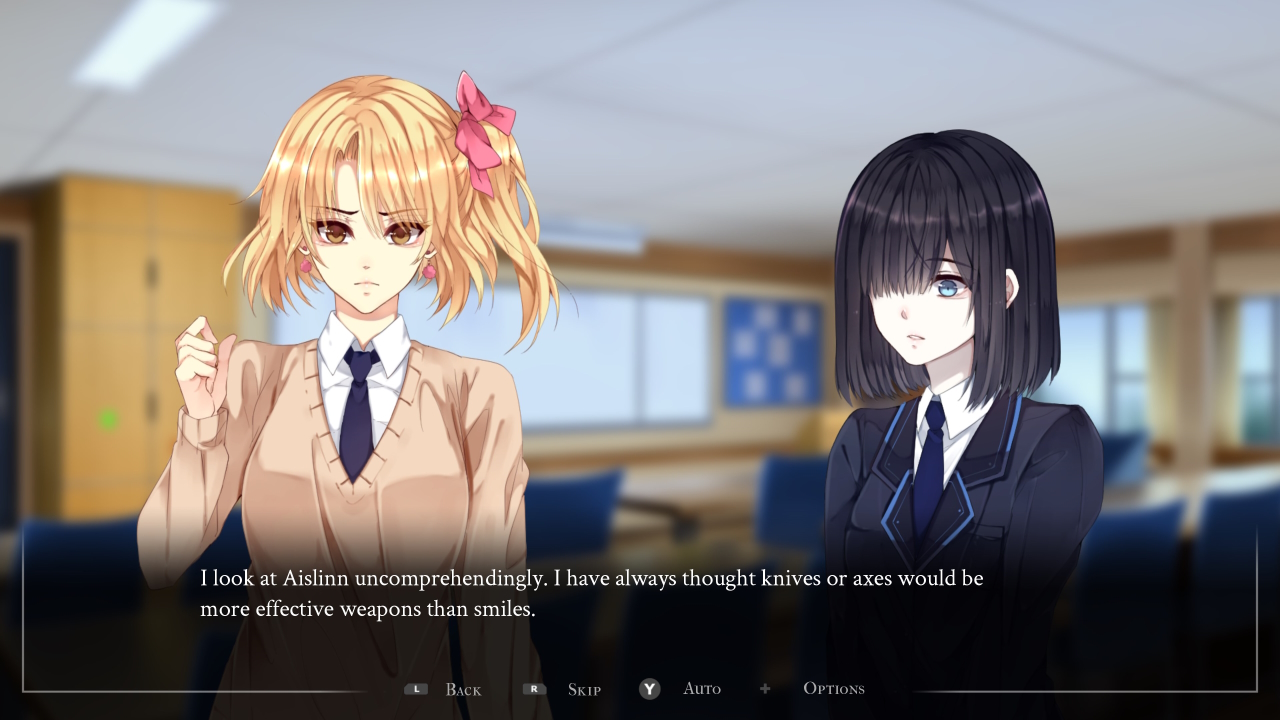 I look at Aislinn uncomprehendingly. I have always thought knives or axes would be
more effective weapons than smiles.
L Back R Skip Y Auto + Options